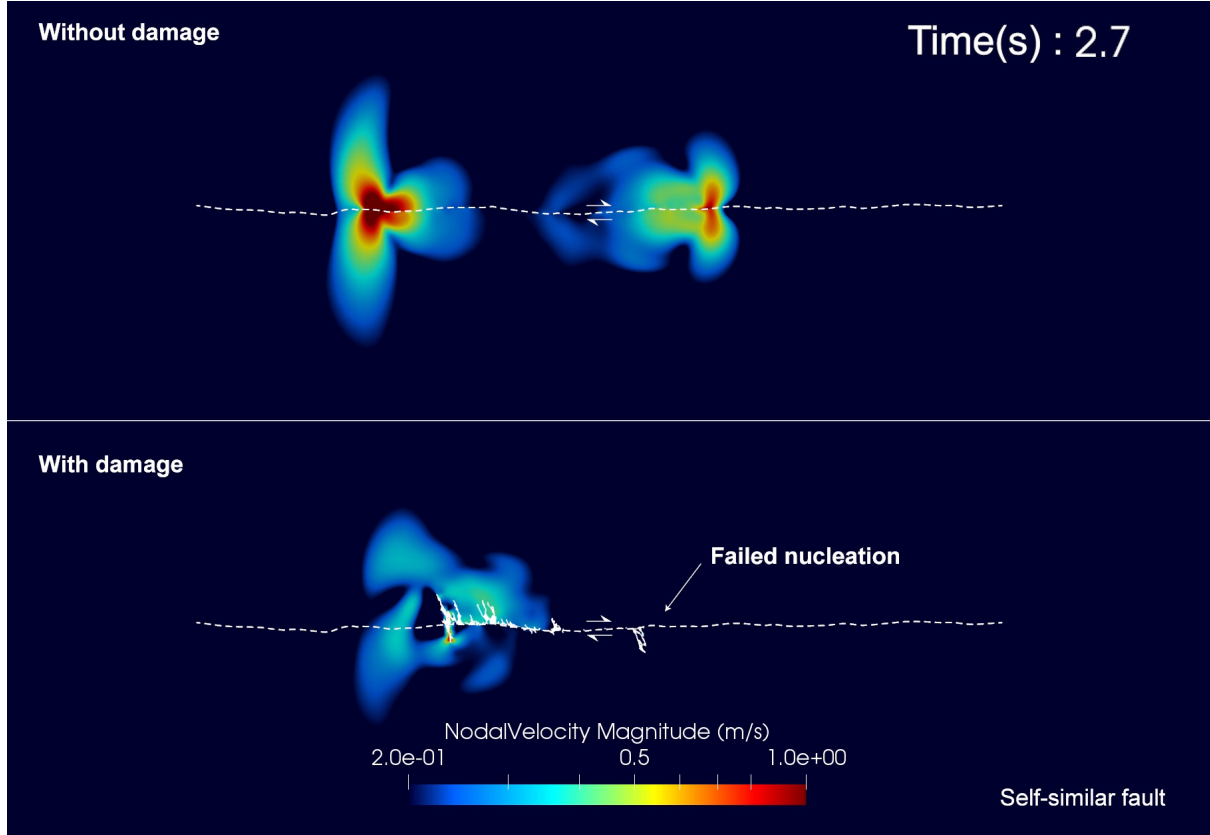 Without damage
Time(s) : 2.7
With damage
Failed nucleation
NodalVelocity Magnitude (m/s)
2.0e-01 0.5 1.0e+00
Self-similar fault